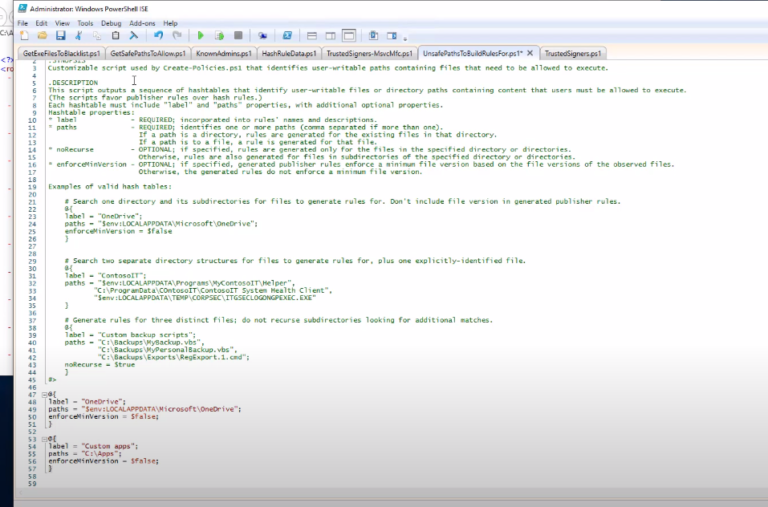 Administrator: Windows PowerShell ISE
File Edit View Tools Debug Add-ons Help
GetExeFilesToBlacklist.ps1 GetSafePathsToAllow.ps1 KnownAdmins.ps1 HashRuleData.ps1 TrustedSigners-MsvcMfc.ps1 UnsafePathsToBuildRulesFor.ps1* X TrustedSigners.ps1
2 .SYNOPSIS
3 Customizable script used by Create-Policies.ps1 that identifies user-writable paths containing files that need to be allowed to execute.
4
5 .DESCRIPTION
6 This script outputs a sequence of hashtables that identify user-writable files or directory paths containing content that users must be allowed to execute.
7 (The scripts favor publisher rules over hash rules.)
8 Each hashtable must include "label" and "paths" properties, with additional optional properties.
9 Hashtable properties:
10 * label - REQUIRED; incorporated into rules' names and descriptions.
11 * paths - REQUIRED; identifies one or more paths (comma separated if more than one).
12 If a path is a directory, rules are generated for the existing files in that directory.
13 If a path is to a file, a rule is generated for that file.
14 * noRecurse - OPTIONAL; if specified, rules are generated only for the files in the specified directory or directories.
15 Otherwise, rules are also generated for files in subdirectories of the specified directory or directories.
16 * enforceMinVersion - OPTIONAL; if specified, generated publisher rules enforce a minimum file version based on the file versions of the observed files.
17 Otherwise, the generated rules do not enforce a minimum file version.
18
19 Examples of valid hash tables:
20
21 # Search one directory and its subdirectories for files to generate rules for. Don't include file version in generated publisher rules.
22 @{
23 label = "OneDrive";
24 paths = "$env:LOCALAPPDATA\Microsoft\OneDrive";
25 enforceMinVersion = $false
26 }
27
28
29 # Search two separate directory structures for files to generate rules for, plus one explicitly-identified file.
30 @{
31 label = "ContosoIT";
32 paths = "$env:LOCALAPPDATA\Programs\MyContosoIT\Helper",
33 "C:\ProgramData\COntosoIT\ContosoIT System Health Client",
34 "$env:LOCALAPPDATA\TEMP\CORPSEC\ITGSECLOGONGPEXEC.EXE"
35 }
36
37 # Generate rules for three distinct files; do not recurse subdirectories looking for additional matches.
38 @{
39 label = "Custom backup scripts";
40 paths = "C:\Backups\MyBackup.vbs",
41 "C:\Backups\MyPersonalBackup.vbs",
42 "C:\Backups\Exports\RegExport.1.cmd";
43 noRecurse = $true
44 }
45 #>
46
47 @{
48 label = "OneDrive";
49 paths = "$env:LOCALAPPDATA\Microsoft\OneDrive";
50 enforceMinVersion = $false;
51 }
52
53 @{
54 label = "Custom apps";
55 paths = "C:\Apps";
56 enforceMinVersion = $false;
57 }
58
59